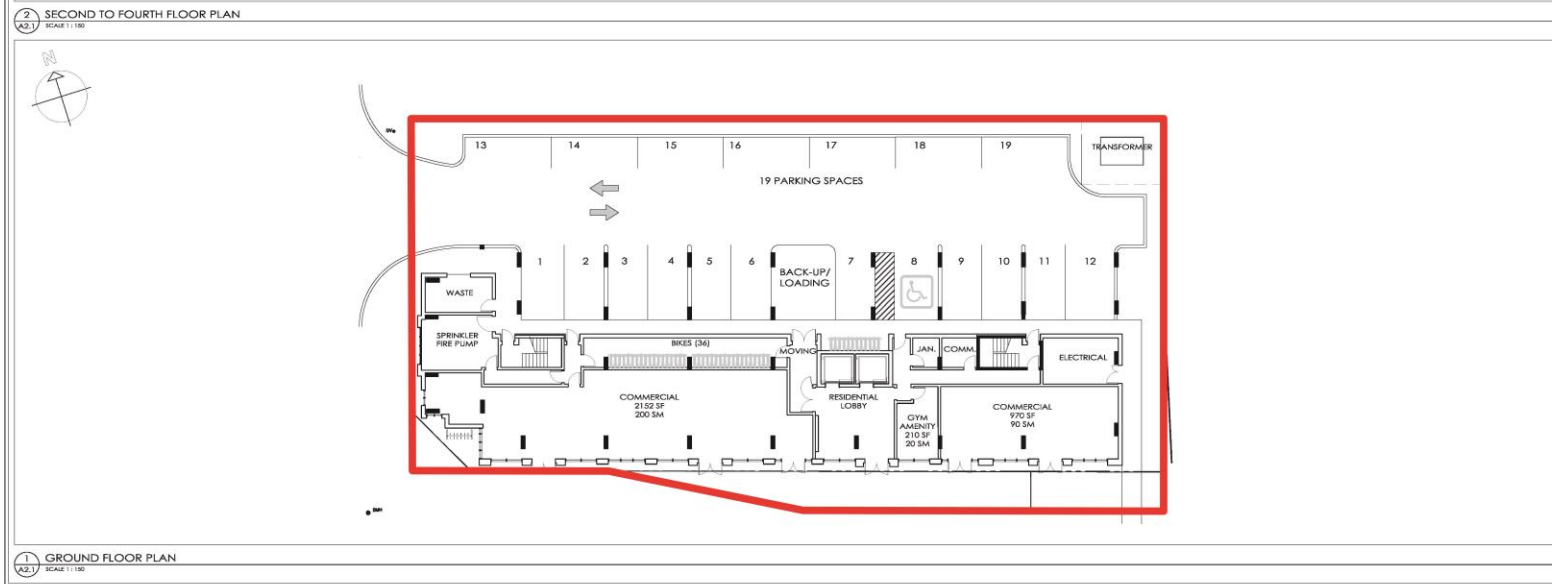 2
A2.1
SECOND TO FOURTH FLOOR PLAN
SCALE 1 : 150
N
13 14 15 16 17 18 19
TRANSFORMER
19 PARKING SPACES
1 2 3 4 5 6
BACK-UP/
LOADING
7 8 9 10 11 12
WASTE
SPRINKLER
FIRE PUMP
BIKES (36)
MOVING
JAN.
COMM.
ELECTRICAL
COMMERCIAL
2152 SF
200 SM
RESIDENTIAL
LOBBY
GYM
AMENITY
210 SF
20 SM
COMMERCIAL
970 SF
90 SM
1
A2.1
GROUND FLOOR PLAN
SCALE 1 : 150